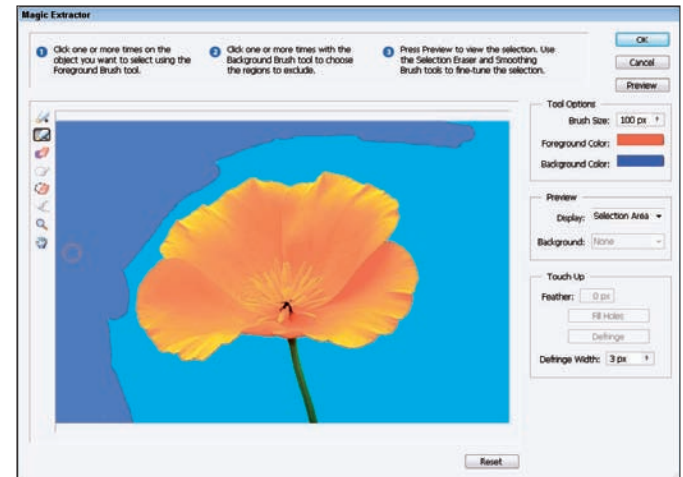 Magic Extractor
1 Click one or more times on the
object you want to select using the
Foreground Brush tool.
2 Click one or more times with the
Background Brush tool to choose
the regions to exclude.
3 Press Preview to view the selection. Use
the Selection Eraser and Smoothing
Brush tools to fine-tune the selection.
OK
Cancel
Preview
Tool Options
Brush Size: 100 px
Foreground Color:
Background Color:
Preview
Display: Selection Area
Background: None
Touch Up
Feather: 0 px
Fill Holes
Defringe
Defringe Width: 3 px
Reset